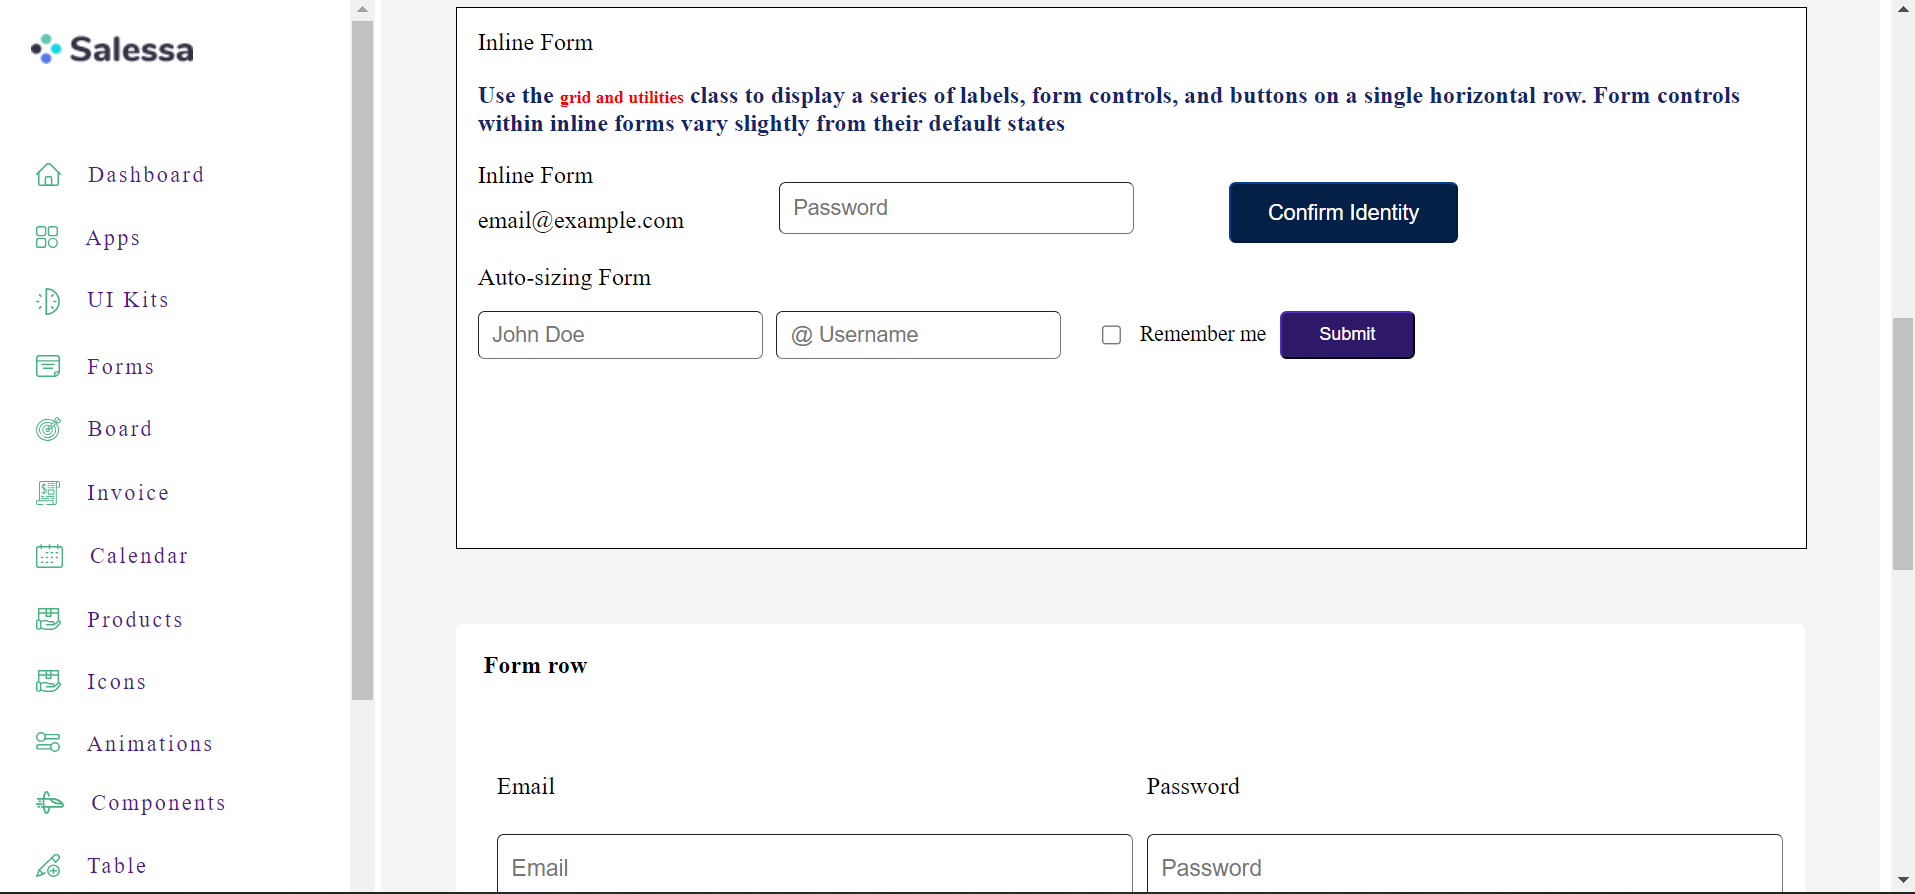 Salessa
Dashboard
Apps
UI Kits
Forms
Board
Invoice
Calendar
Products
Icons
Animations
Components
Table
Inline Form
Use the grid and utilities class to display a series of labels, form controls, and buttons on a single horizontal row. Form controls
within inline forms vary slightly from their default states
Inline Form
email@example.com
Password
Confirm Identity
Auto-sizing Form
John Doe
@ Username
Remember me
Submit
Form row
Email
Password
Email
Password